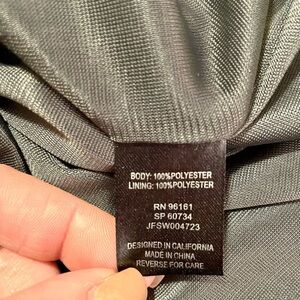 BODY: 100%POLYESTER
LINING: 100%POLYESTER
RN 96161
SP 60734
JFSW004723
DESIGNED IN CALIFORNIA
MADE IN CHINA
REVERSE FOR CARE